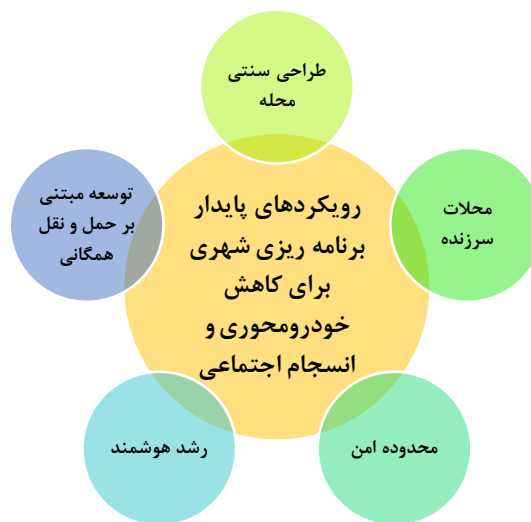 طراحی سنتی
محله
محلات
سرزنده
محدوده امن
رشد هوشمند
توسعه مبتنی
بر حمل و نقل
همگانی
رویکردهای پایدار
برنامه ریزی شهری
برای کاهش
خودرومحوری و
انسجام اجتماعی